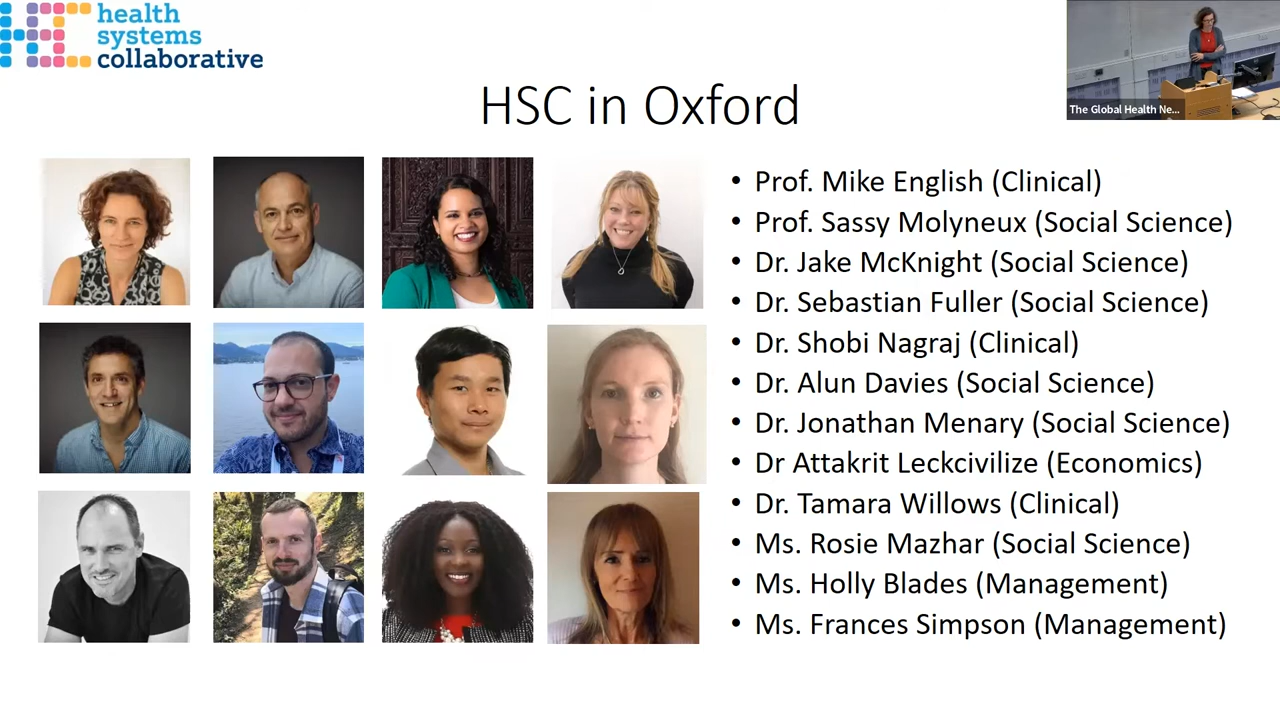 health
systems
collaborative
The Global Health Ne...
HSC in Oxford
• Prof. Mike English (Clinical)
• Prof. Sassy Molyneux (Social Science)
• Dr. Jake McKnight (Social Science)
• Dr. Sebastian Fuller (Social Science)
• Dr. Shobi Nagraj (Clinical)
• Dr. Alun Davies (Social Science)
• Dr. Jonathan Menary (Social Science)
• Dr Attakrit Leckcivilize (Economics)
• Dr. Tamara Willows (Clinical)
• Ms. Rosie Mazhar (Social Science)
• Ms. Holly Blades (Management)
• Ms. Frances Simpson (Management)